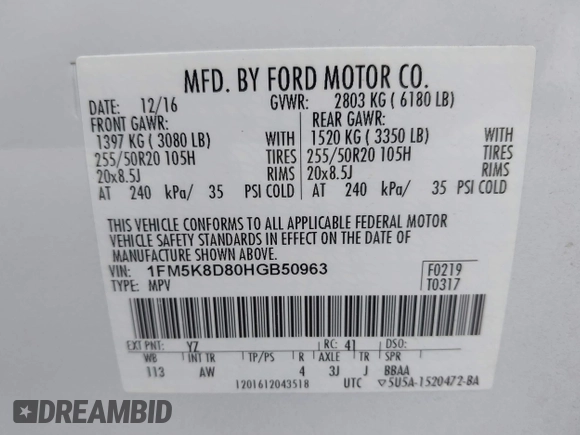 MFD. BY FORD MOTOR CO.
DATE: 12/16 GVWR: 2803 KG ( 6180 LB)
FRONT GAWR: REAR GAWR:
1397 KG ( 3080 LB) WITH 1520 KG ( 3350 LB) WITH
255/50R20 105H TIRES 255/50R20 105H TIRES
20x8.5J RIMS 20x8.5J RIMS
AT 240 kPa/ 35 PSI COLD AT 240 kPa/ 35 PSI COLD
THIS VEHICLE CONFORMS TO ALL APPLICABLE FEDERAL MOTOR
VEHICLE SAFETY STANDARDS IN EFFECT ON THE DATE OF
MANUFACTURE SHOWN ABOVE.
VIN: 1FM5K8D80HGB50963 F0219
TYPE: MPV T0317
EXT PNT: YZ RC: 41 DSO:
WB INT TR TP/PS R AXLE TR SPR
113 AW 4 3J J BBAA
1201612043518 UTC ▽5U5A-1520472-BA
DREAMBID